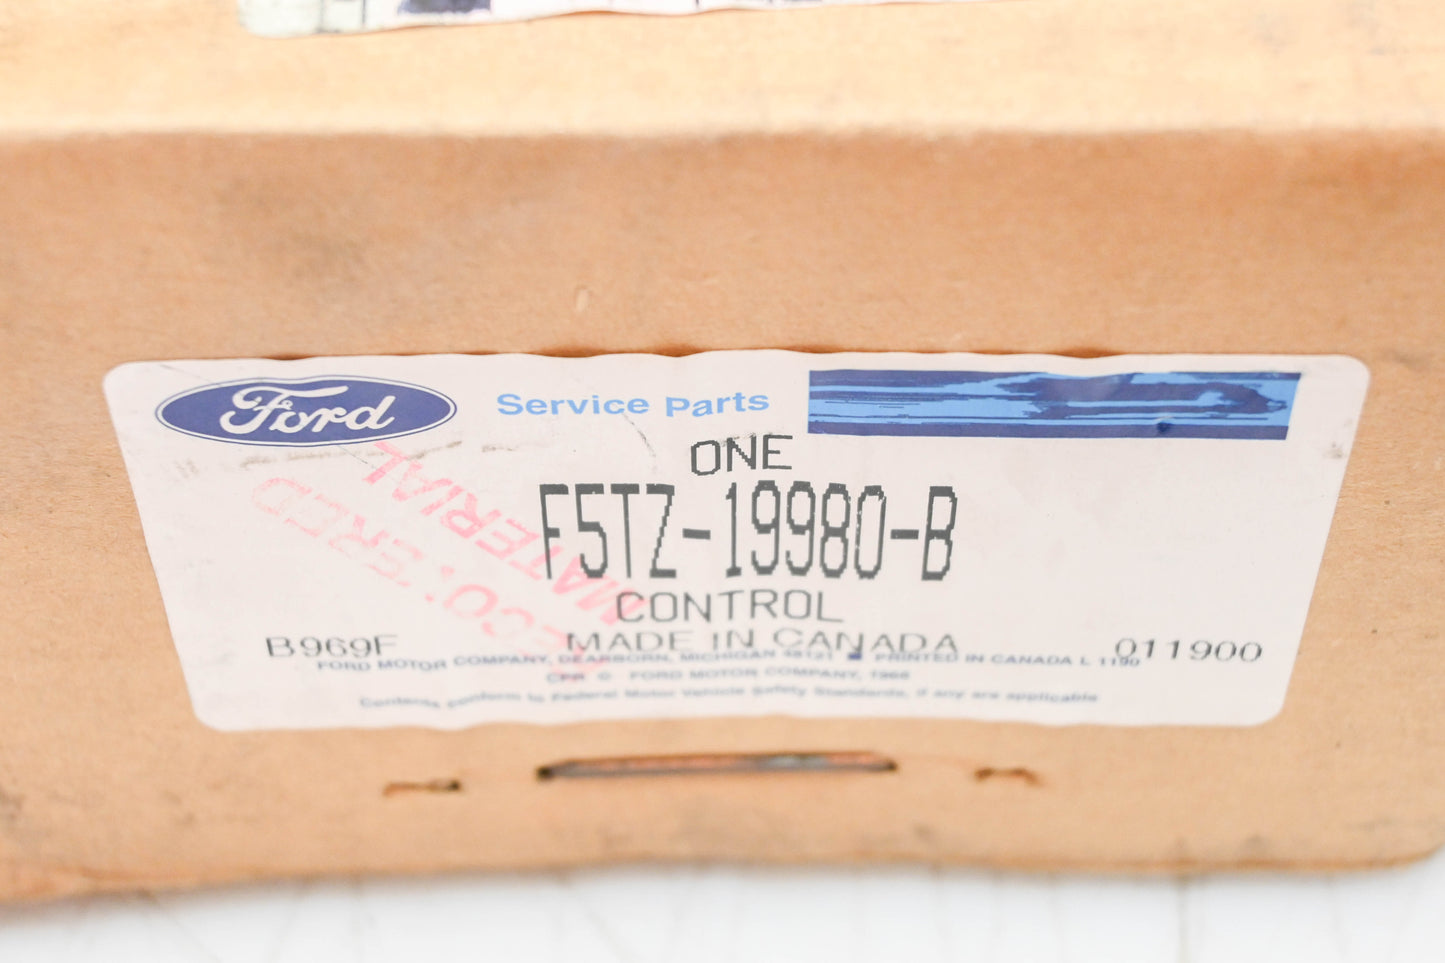 Ford Service Parts
ONE
F5TZ-19980-B
CONTROL
B969F MADE IN CANADA 011900
FORD MOTOR COMPANY, DEARBORN, MICHIGAN 48121 PRINTED IN CANADA L 1190
CPR © FORD MOTOR COMPANY, 1988
Contents conform to Federal Motor Vehicle Safety Standards, if any are applicable
MATERIAL